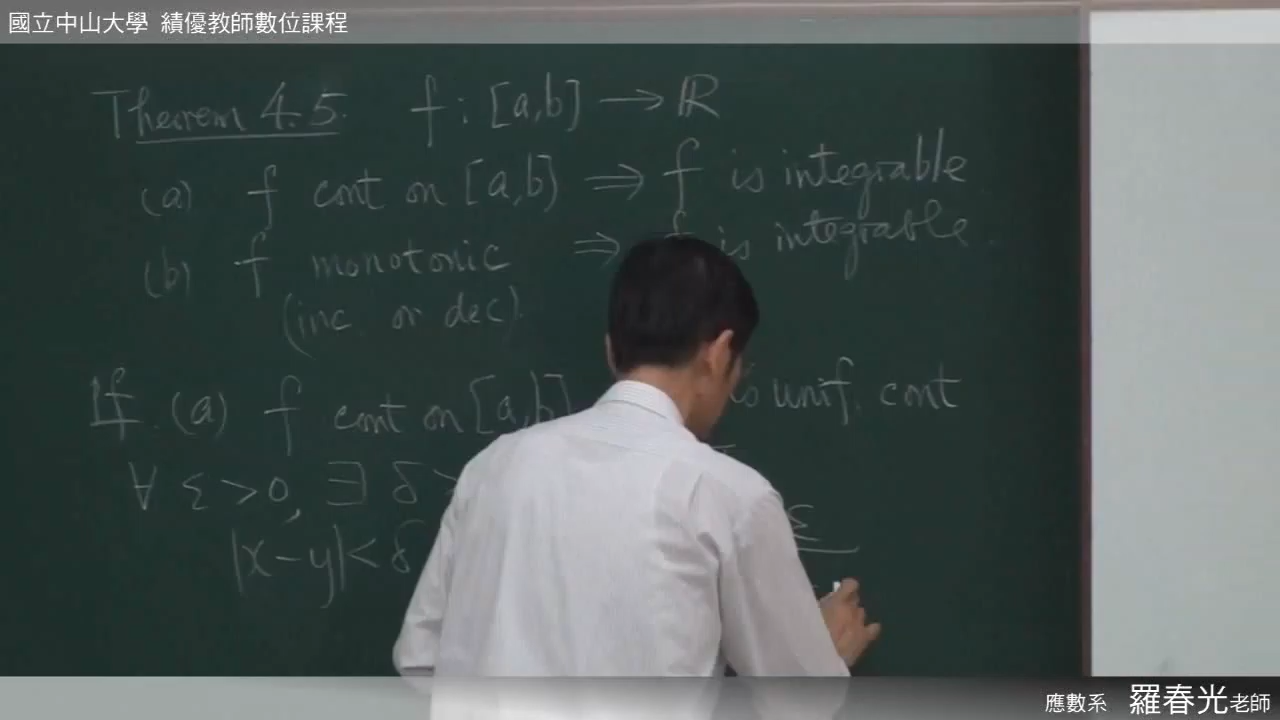 國立中山大學 績優教師數位課程
Theorem 4.5. f : [a,b] → ℝ
(a) f cont on [a,b] ⇒ f is integrable
(b) f monotonic ⇒ f is integrable.
(inc. or dec).
Pf. (a) f cont on [a,b] is unif. cont
∀ ε > 0, ∃ δ >
|x-y| < δ ε
應數系 羅春光老師